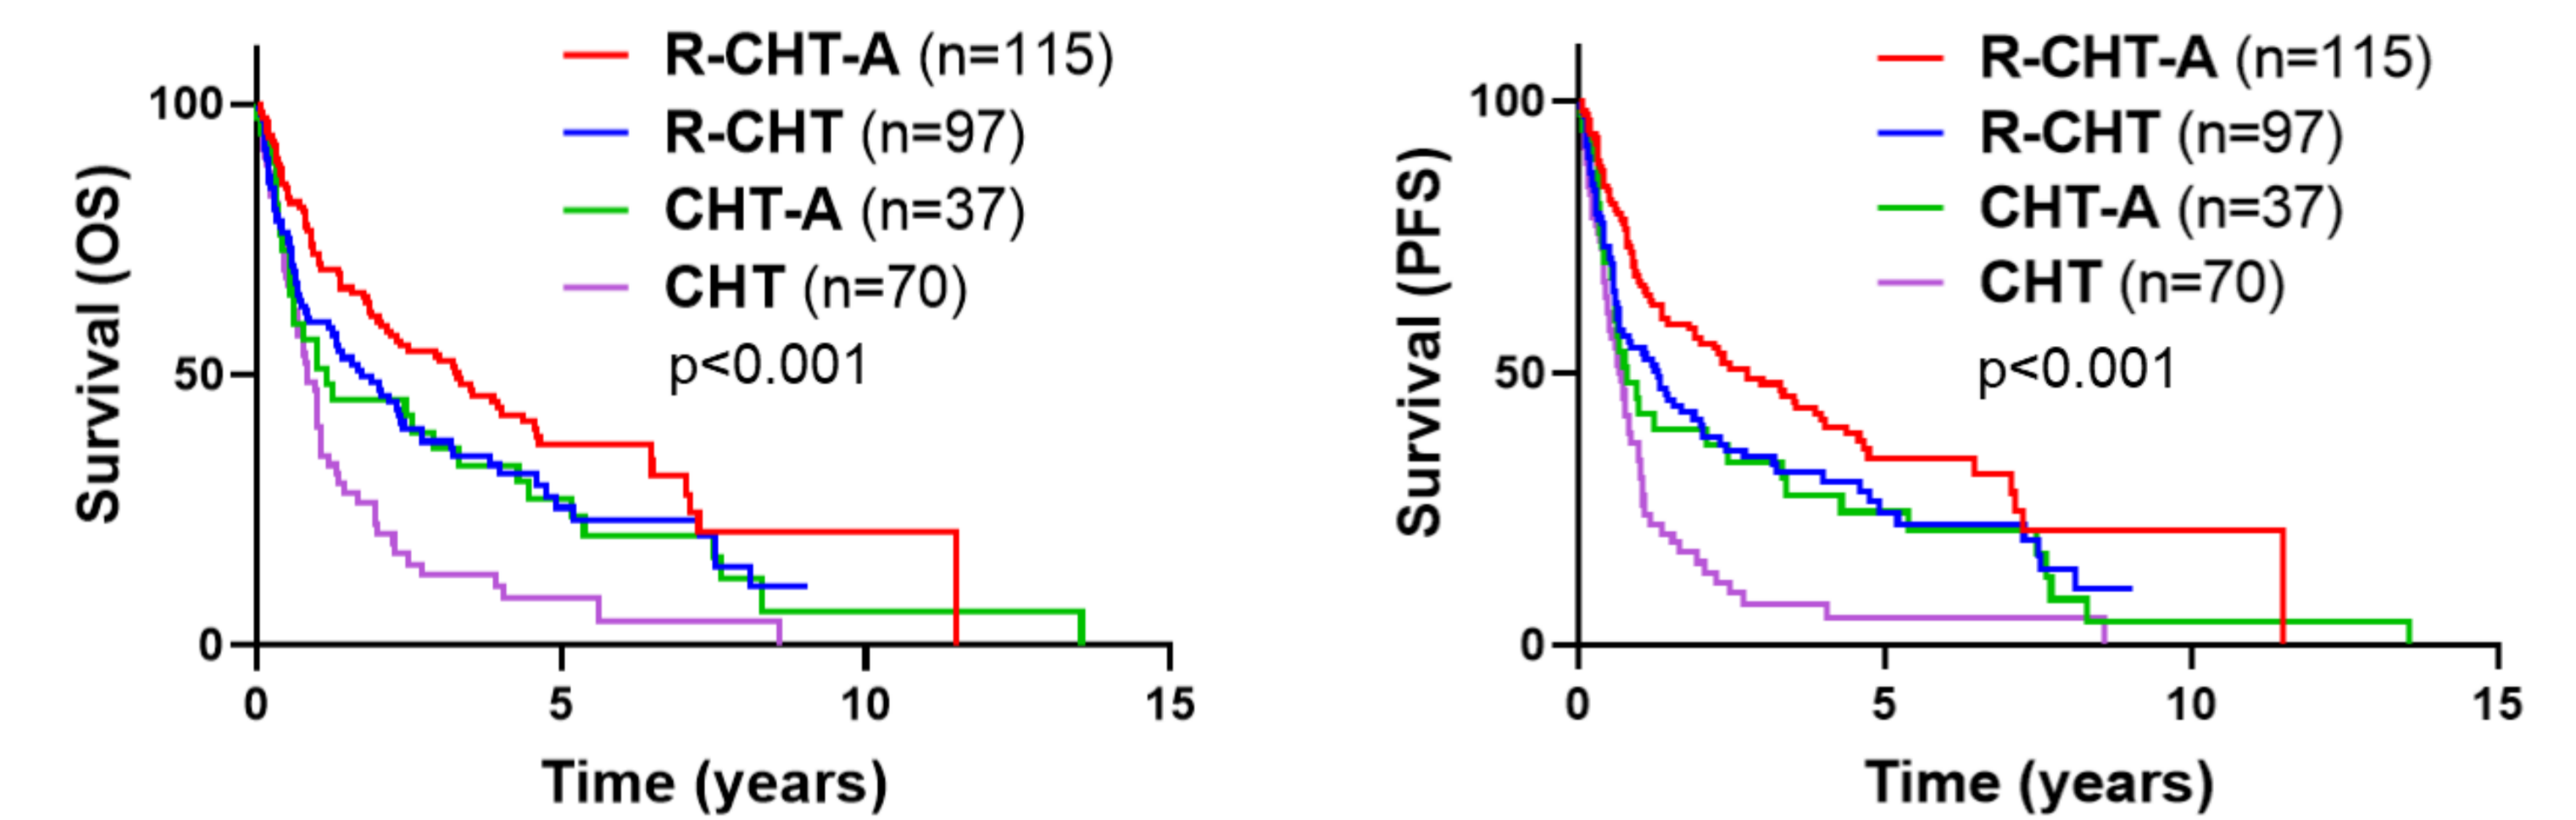 Survival (OS)
100
50
0
0 5 10 15
Time (years)
R-CHT-A (n=115)
R-CHT (n=97)
CHT-A (n=37)
CHT (n=70)
p<0.001
Survival (PFS)
100
50
0
0 5 10 15
Time (years)
R-CHT-A (n=115)
R-CHT (n=97)
CHT-A (n=37)
CHT (n=70)
p<0.001